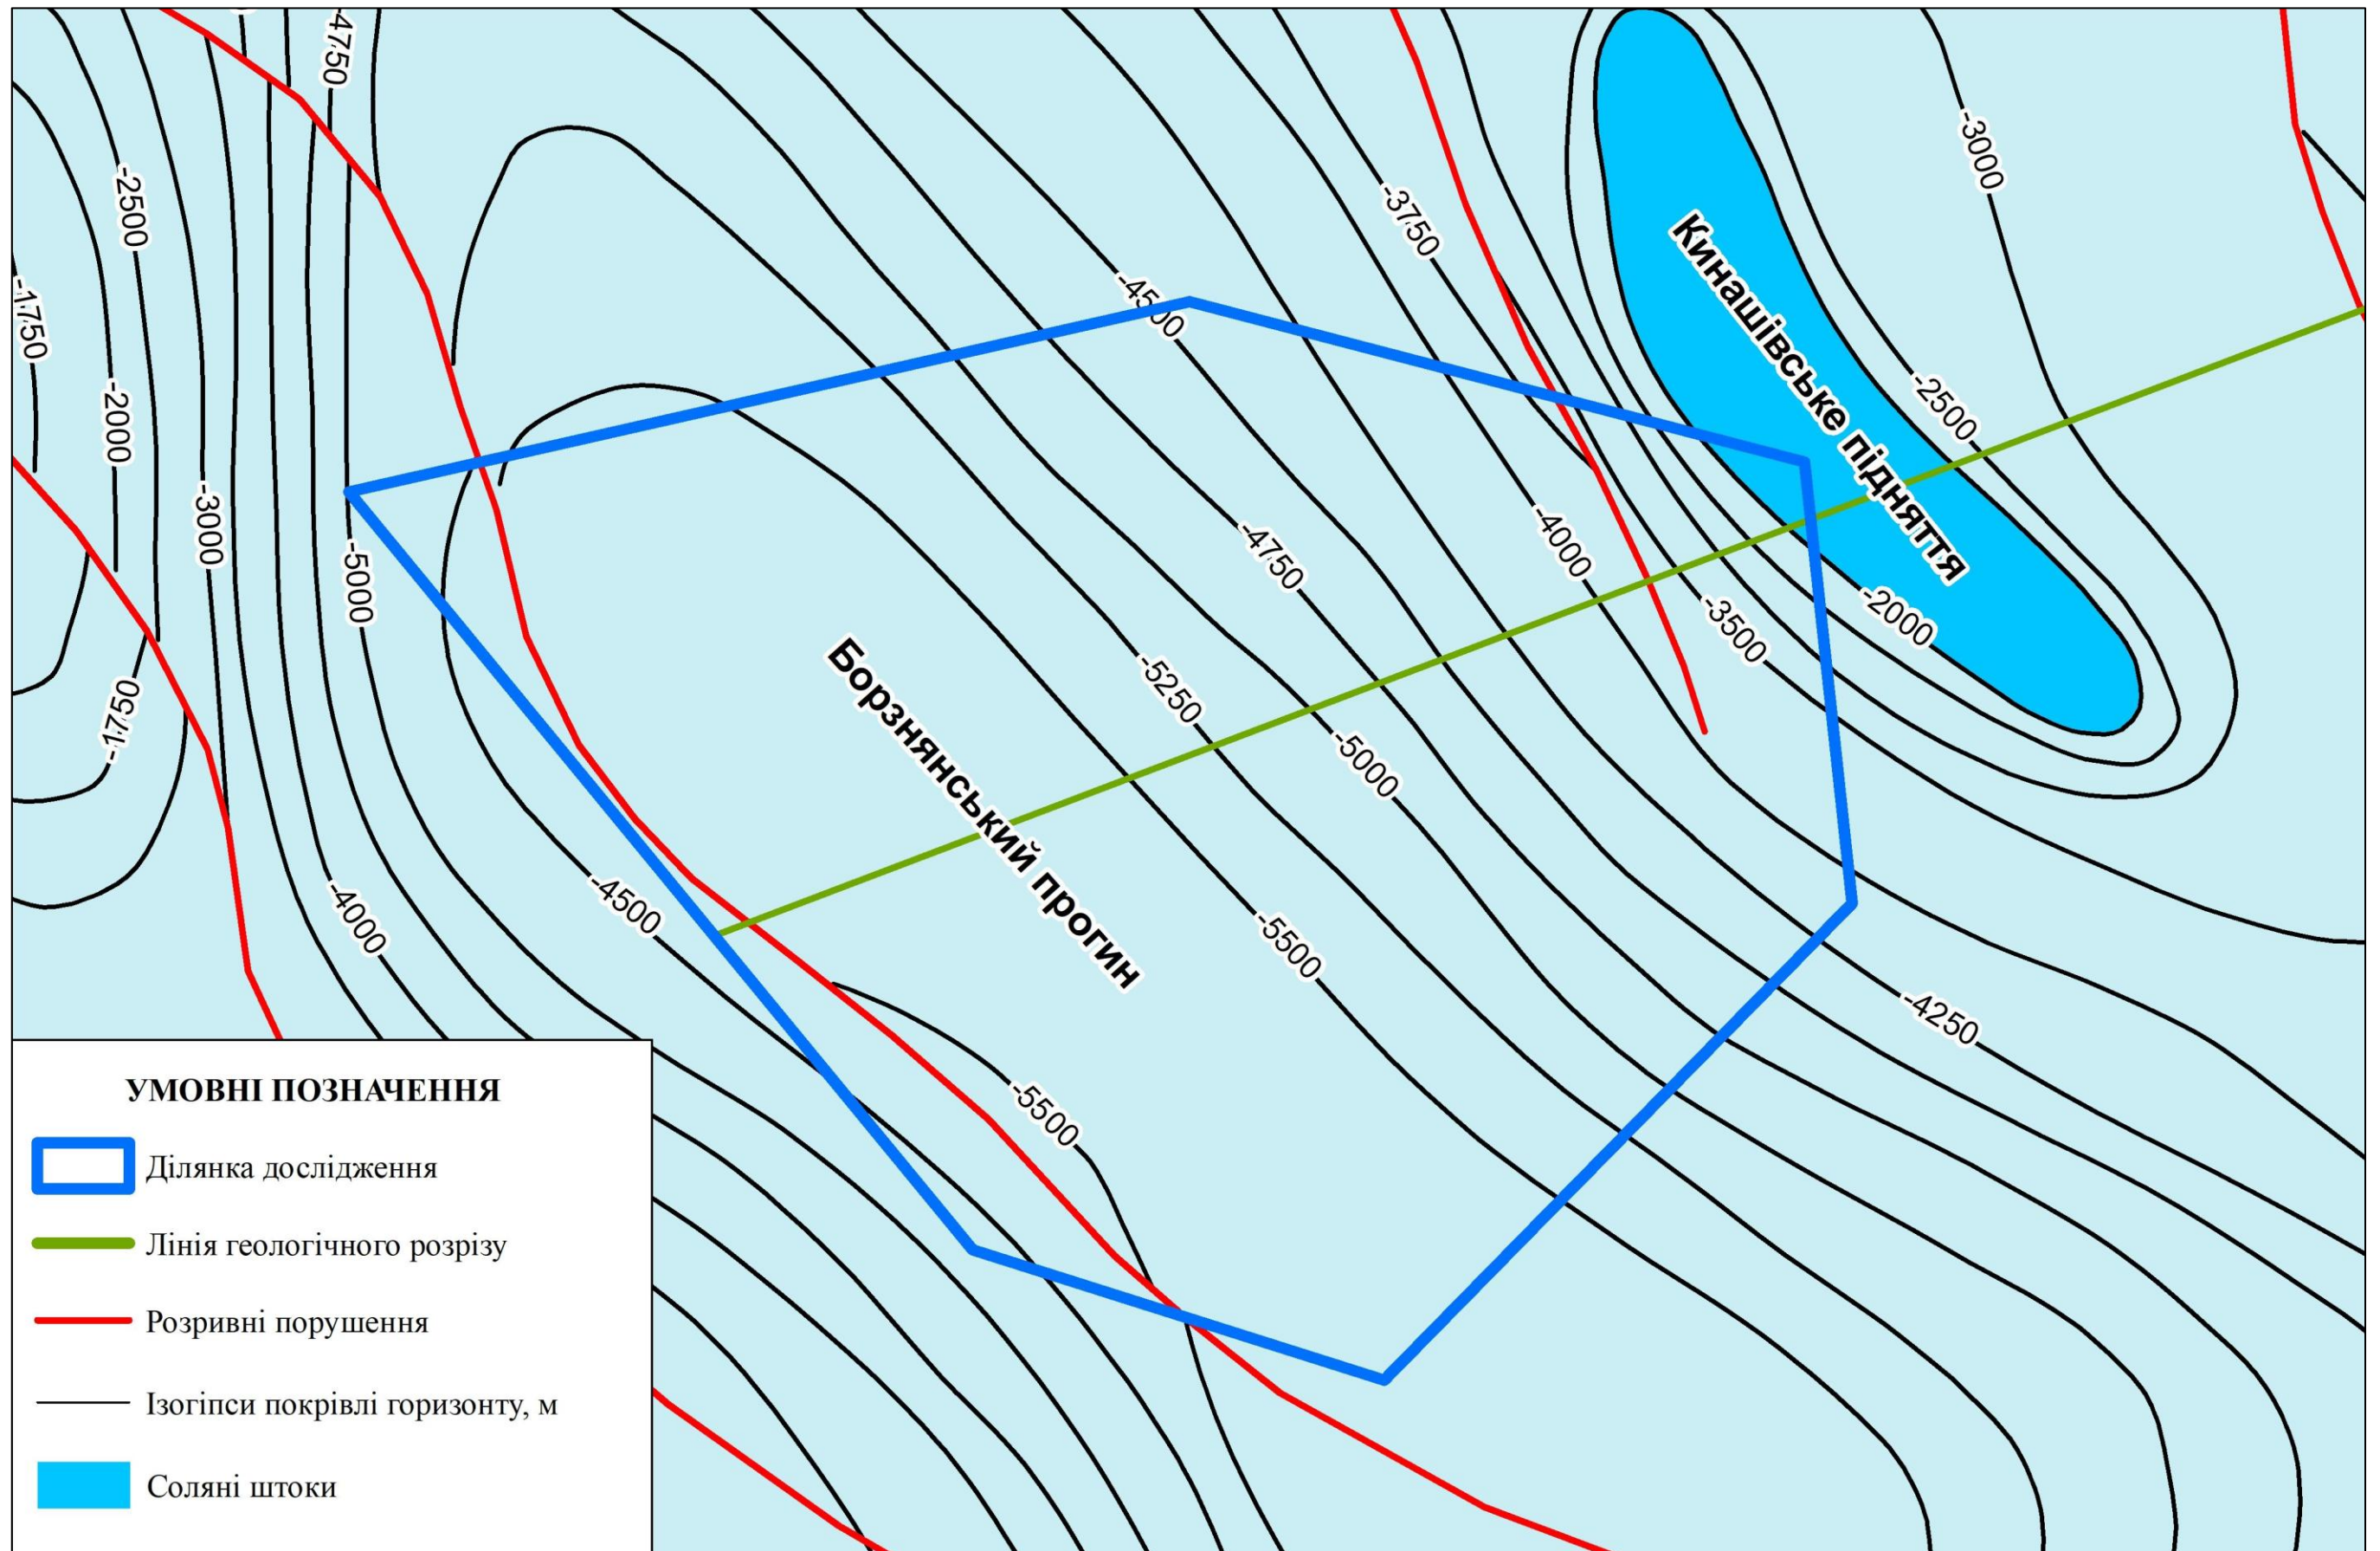 -4750
-3000
-2500
-3750
-1750
-4500
Кинашівське підняття
-2500
-2000
-3000
-4750
-4000
-5000
-2000
-3500
-5250
-1750
-5000
Борзнянський прогин
-4500
-4000
-5500
-4250
-5500
УМОВНІ ПОЗНАЧЕННЯ
Ділянка дослідження
Лінія геологічного розрізу
Розривні порушення
Ізогіпси покрівлі горизонту, м
Соляні штоки